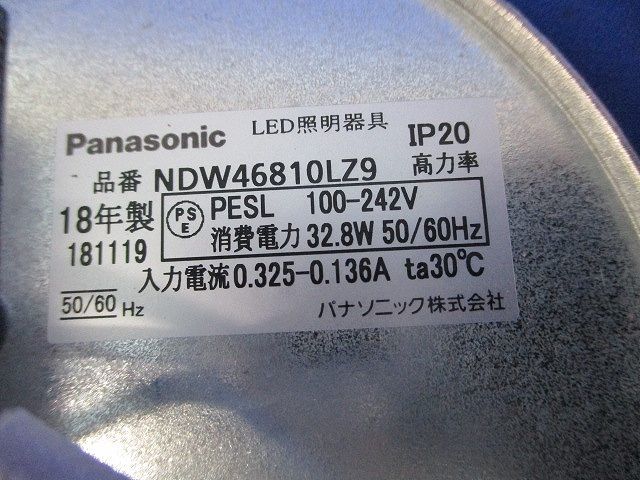 Panasonic LED照明器具 IP20
品番 NDW46810LZ9 高力率
18年製 PSE PESL 100-242V
181119 消費電力 32.8W 50/60Hz
入力電流0.325-0.136A ta30℃
50/60 Hz パナソニック株式会社